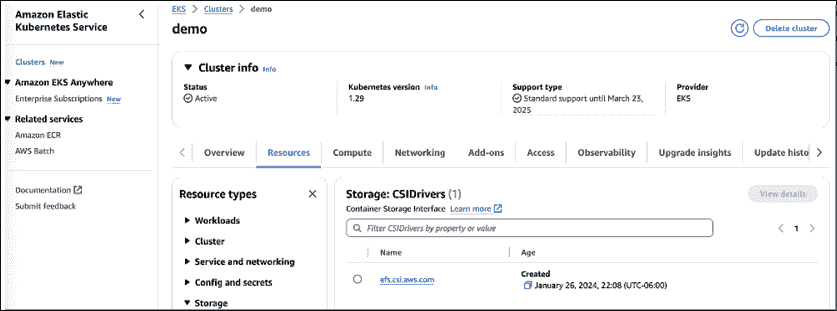 Amazon Elastic
Kubernetes Service
Clusters New
Amazon EKS Anywhere
Enterprise Subscriptions New
Related services
Amazon ECR
AWS Batch
Documentation
Submit feedback
EKS > Clusters > demo
demo
Delete cluster
Cluster info Info
Status
Active
Kubernetes version Info
1.29
Support type
Standard support until March 23,
2025
Provider
EKS
Overview Resources Compute Networking Add-ons Access Observability Upgrade insights Update histo
Resource types
Workloads
Cluster
Service and networking
Config and secrets
Storage
Storage: CSIDrivers (1)
View details
Container Storage Interface Learn more
Filter CSIDrivers by property or value
1
Name Age
efs.csi.aws.com
Created
January 26, 2024, 22:08 (UTC-06:00)